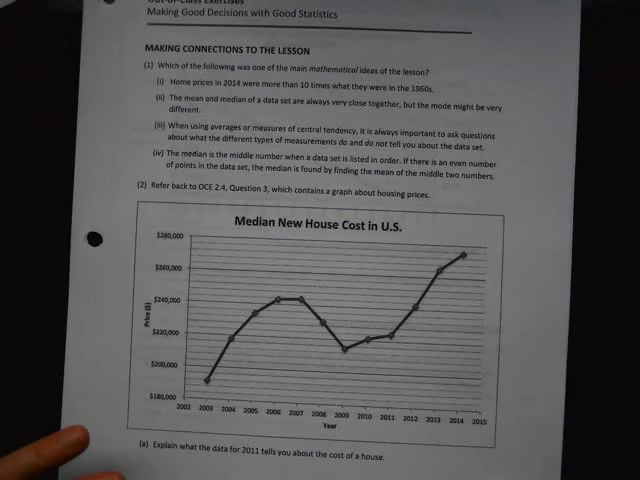 Out-of-Class Exercises
Making Good Decisions with Good Statistics
MAKING CONNECTIONS TO THE LESSON
(1) Which of the following was one of the main mathematical ideas of the lesson?
(i) Home prices in 2014 were more than 10 times what they were in the 1960s.
(ii) The mean and median of a data set are always very close together, but the mode might be very
different.
(iii) When using averages or measures of central tendency, it is always important to ask questions
about what the different types of measurements do and do not tell you about the data set.
(iv) The median is the middle number when a data set is listed in order. If there is an even number
of points in the data set, the median is found by finding the mean of the middle two numbers.
(2) Refer back to OCE 2.4, Question 3, which contains a graph about housing prices.
Median New House Cost in U.S.
$280,000
$260,000
$240,000
$220,000
$200,000
$180,000
Price ($)
2002 2003 2004 2005 2006 2007 2008 2009 2010 2011 2012 2013 2014 2015
Year
(a) Explain what the data for 2011 tells you about the cost of a house.